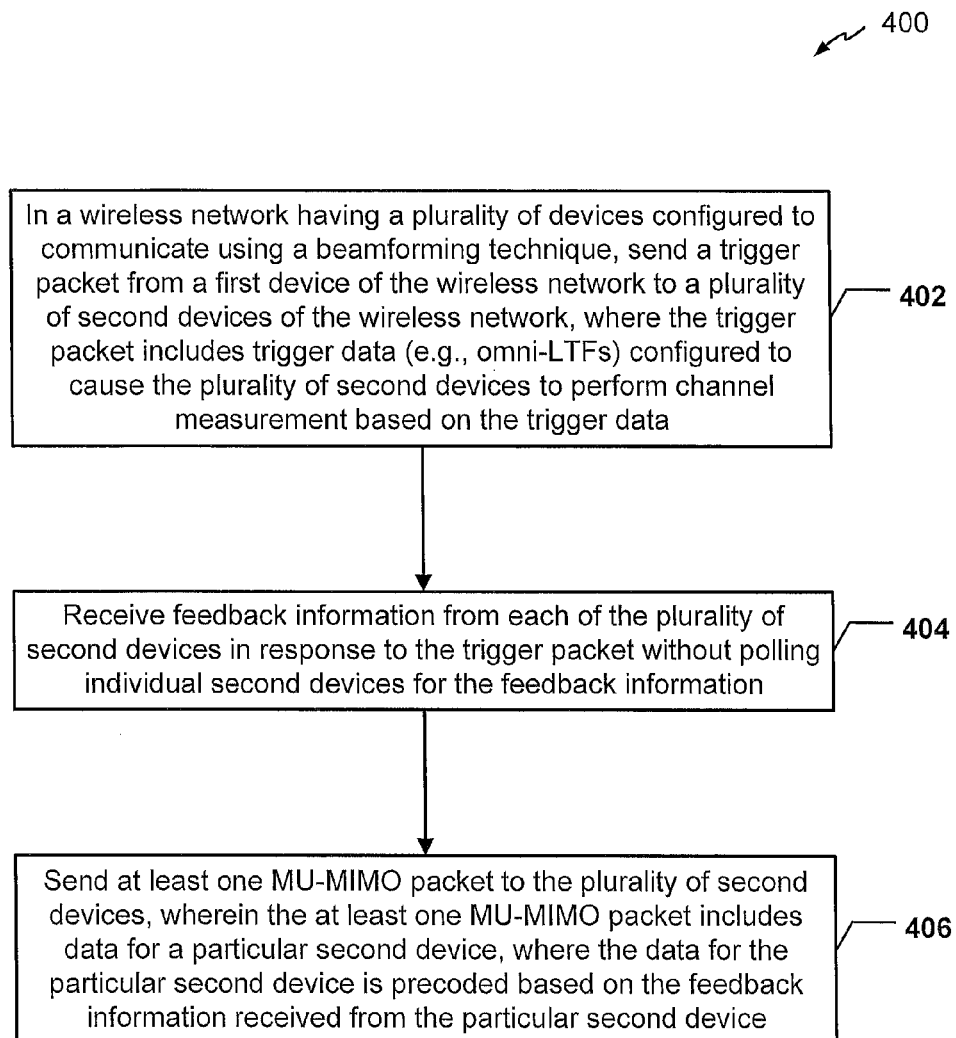 400
In a wireless network having a plurality of devices configured to
communicate using a beamforming technique, send a trigger
packet from a first device of the wireless network to a plurality
of second devices of the wireless network, where the trigger
packet includes trigger data (e.g., omni-LTFs) configured to
cause the plurality of second devices to perform channel
measurement based on the trigger data
402
Receive feedback information from each of the plurality of
second devices in response to the trigger packet without polling
individual second devices for the feedback information
404
Send at least one MU-MIMO packet to the plurality of second
devices, wherein the at least one MU-MIMO packet includes
data for a particular second device, where the data for the
particular second device is precoded based on the feedback
information received from the particular second device
406